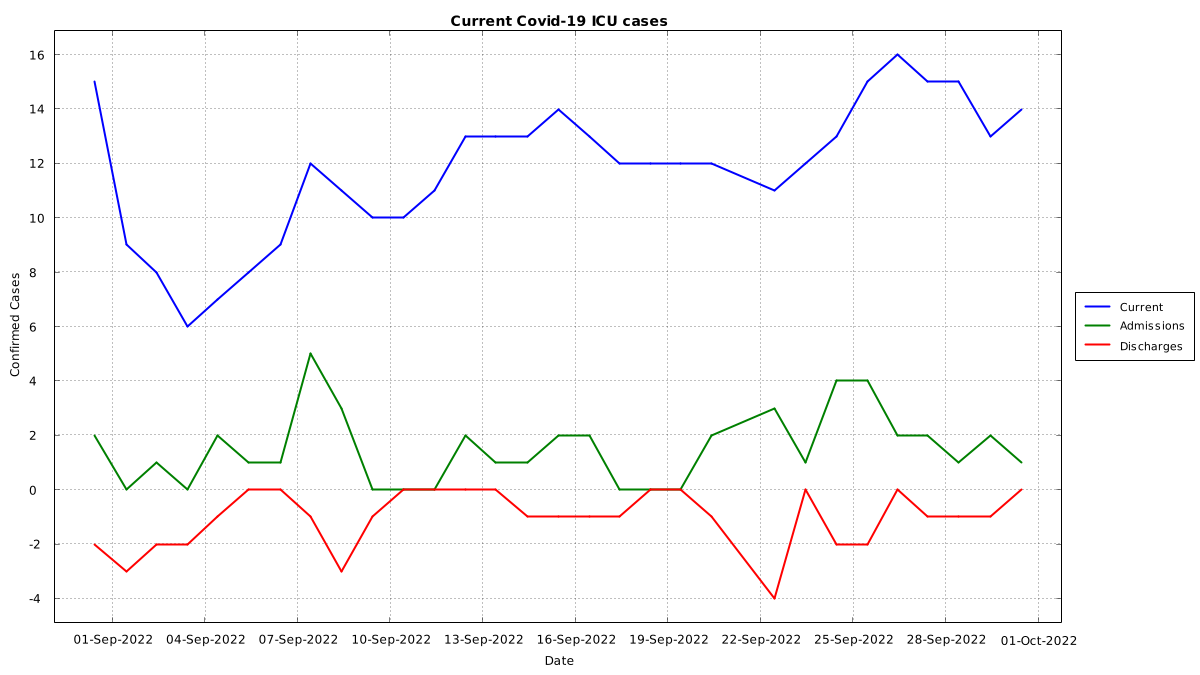 Current Covid-19 ICU cases
Confirmed Cases
16
14
12
10
8
6
4
2
0
-2
-4
01-Sep-2022 04-Sep-2022 07-Sep-2022 10-Sep-2022 13-Sep-2022 16-Sep-2022 19-Sep-2022 22-Sep-2022 25-Sep-2022 28-Sep-2022 01-Oct-2022
Date
Current
Admissions
Discharges